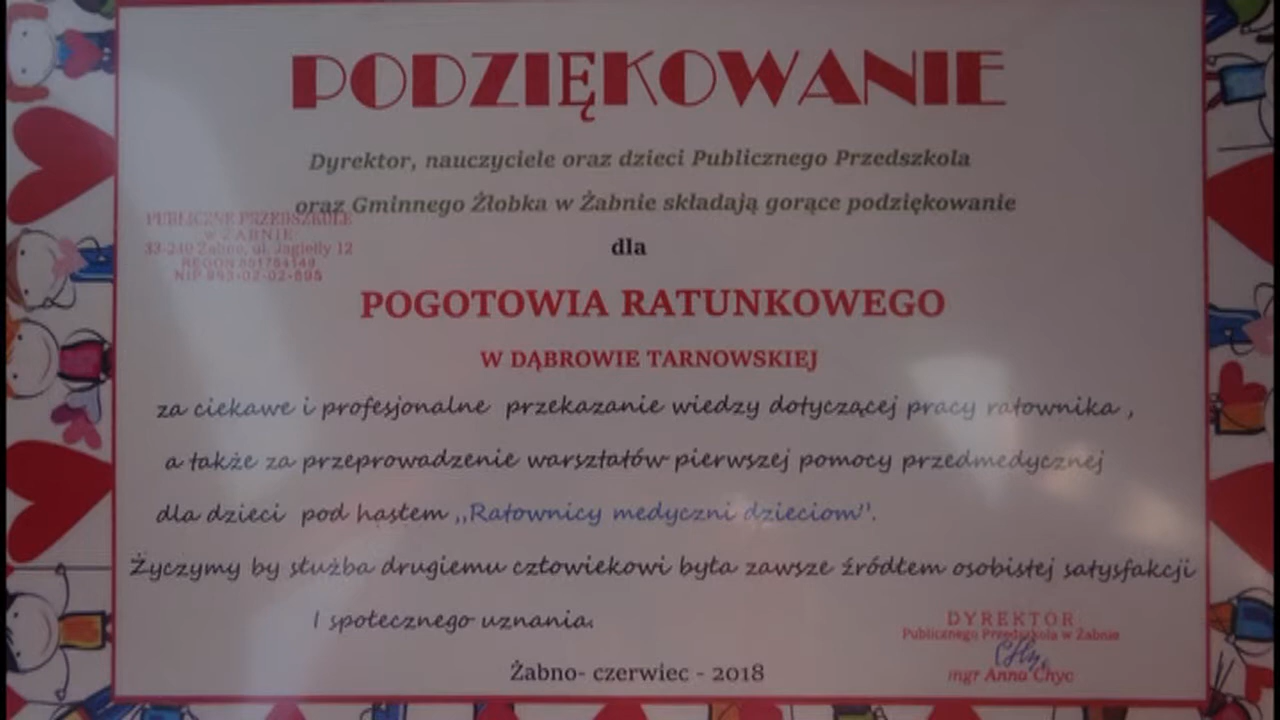 PODZIĘKOWANIE
Dyrektor, nauczyciele oraz dzieci Publicznego Przedszkola
oraz Gminnego Żłobka w Żabnie składają gorące podziękowanie
PUBLICZNE PRZEDSZKOLE
w ŻABNIE
33-240 Żabno, ul. Jagiełły 12
REGON
NIP
dla
POGOTOWIA RATUNKOWEGO
W DĄBROWIE TARNOWSKIEJ
za ciekawe i profesjonalne przekazanie wiedzy dotyczącej pracy ratownika ,
a także za przeprowadzenie warsztatów pierwszej pomocy przedmedycznej
dla dzieci pod hasłem ,,Ratownicy medyczni dzieciom''.
Życzymy by służba drugiemu człowiekowi była zawsze źródłem osobistej satysfakcji
I społecznego uznania.
Żabno- czerwiec - 2018
DYREKTOR
Publicznego Przedszkola w Żabnie
mgr Anna Chyc